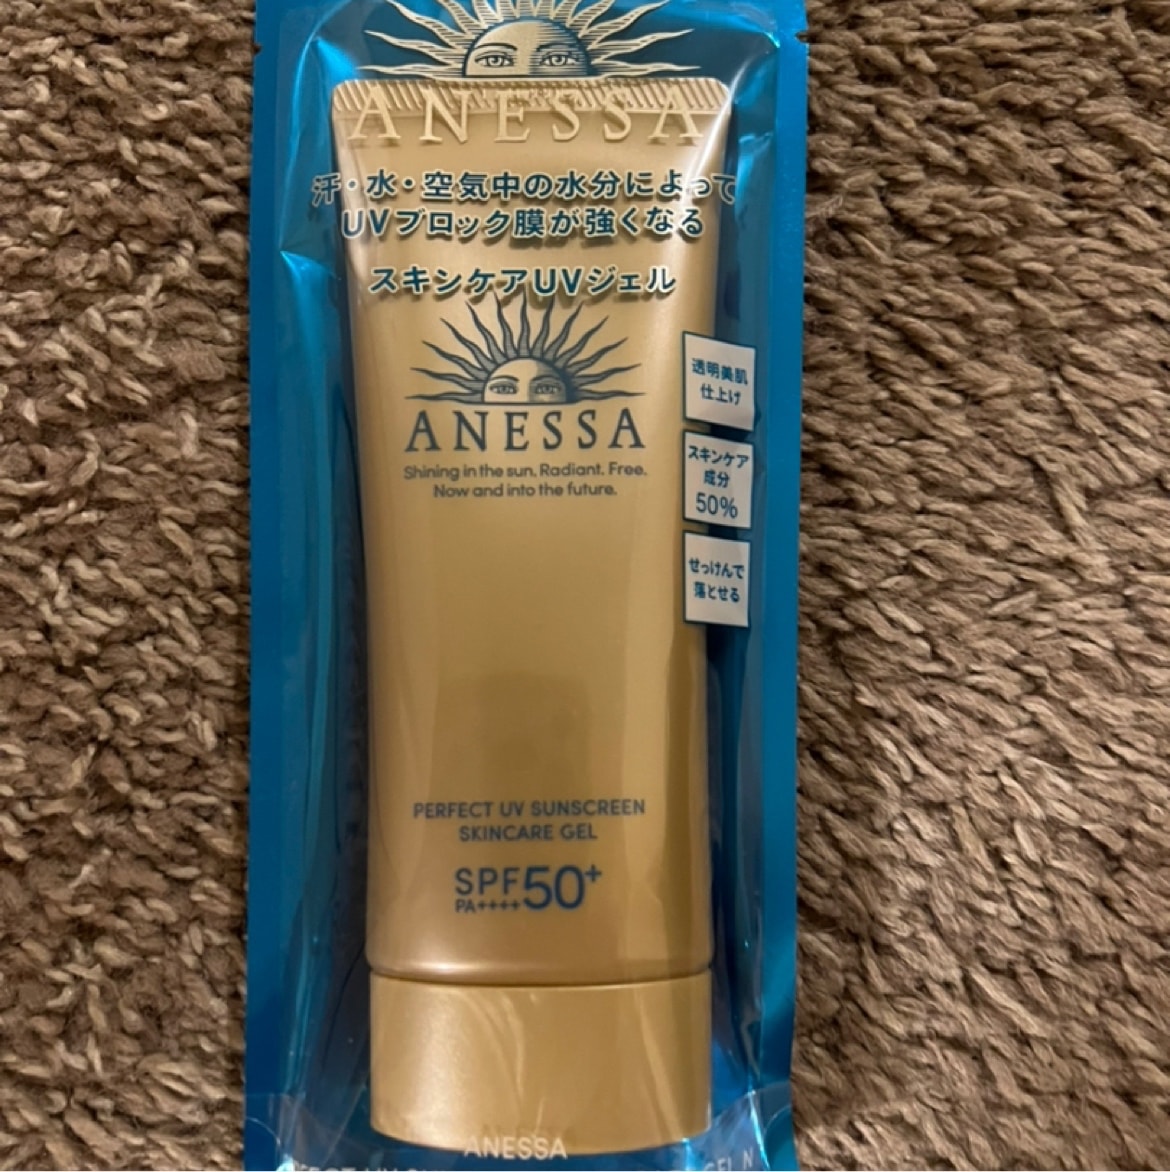 ANESSA
汗・水・空気中の水分によって
UVブロック膜が強くなる
スキンケアUVジェル
ANESSA
Shining in the sun. Radiant. Free.
Now and into the future.
透明美肌
仕上げ
スキンケア
成分
50%
せっけんで
落とせる
PERFECT UV SUNSCREEN
SKINCARE GEL
SPF50+
PA++++
ANESSA
GEL N